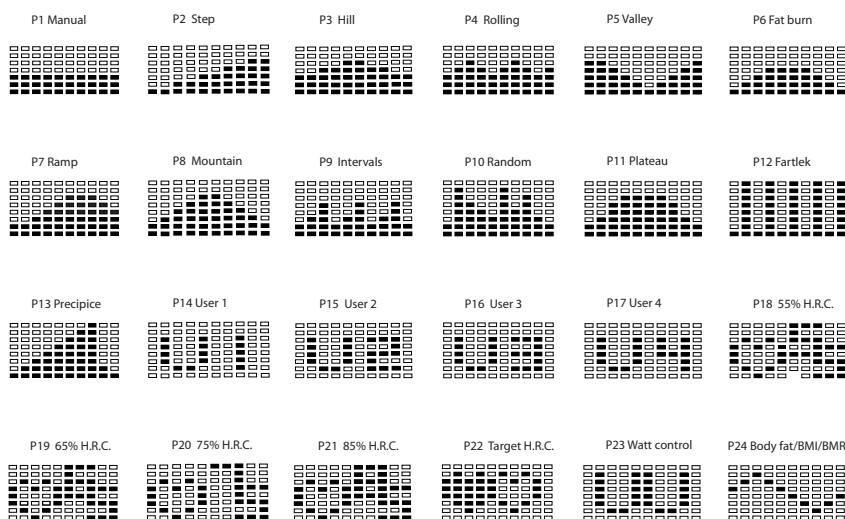 P1 Manual
P2 Step
P3 Hill
P4 Rolling
P5 Valley
P6 Fat burn
P7 Ramp
P8 Mountain
P9 Intervals
P10 Random
P11 Plateau
P12 Fartlek
P13 Precipice
P14 User 1
P15 User 2
P16 User 3
P17 User 4
P18 55% H.R.C.
P19 65% H.R.C.
P20 75% H.R.C.
P21 85% H.R.C.
P22 Target H.R.C.
P23 Watt control
P24 Body fat/BMI/BMR